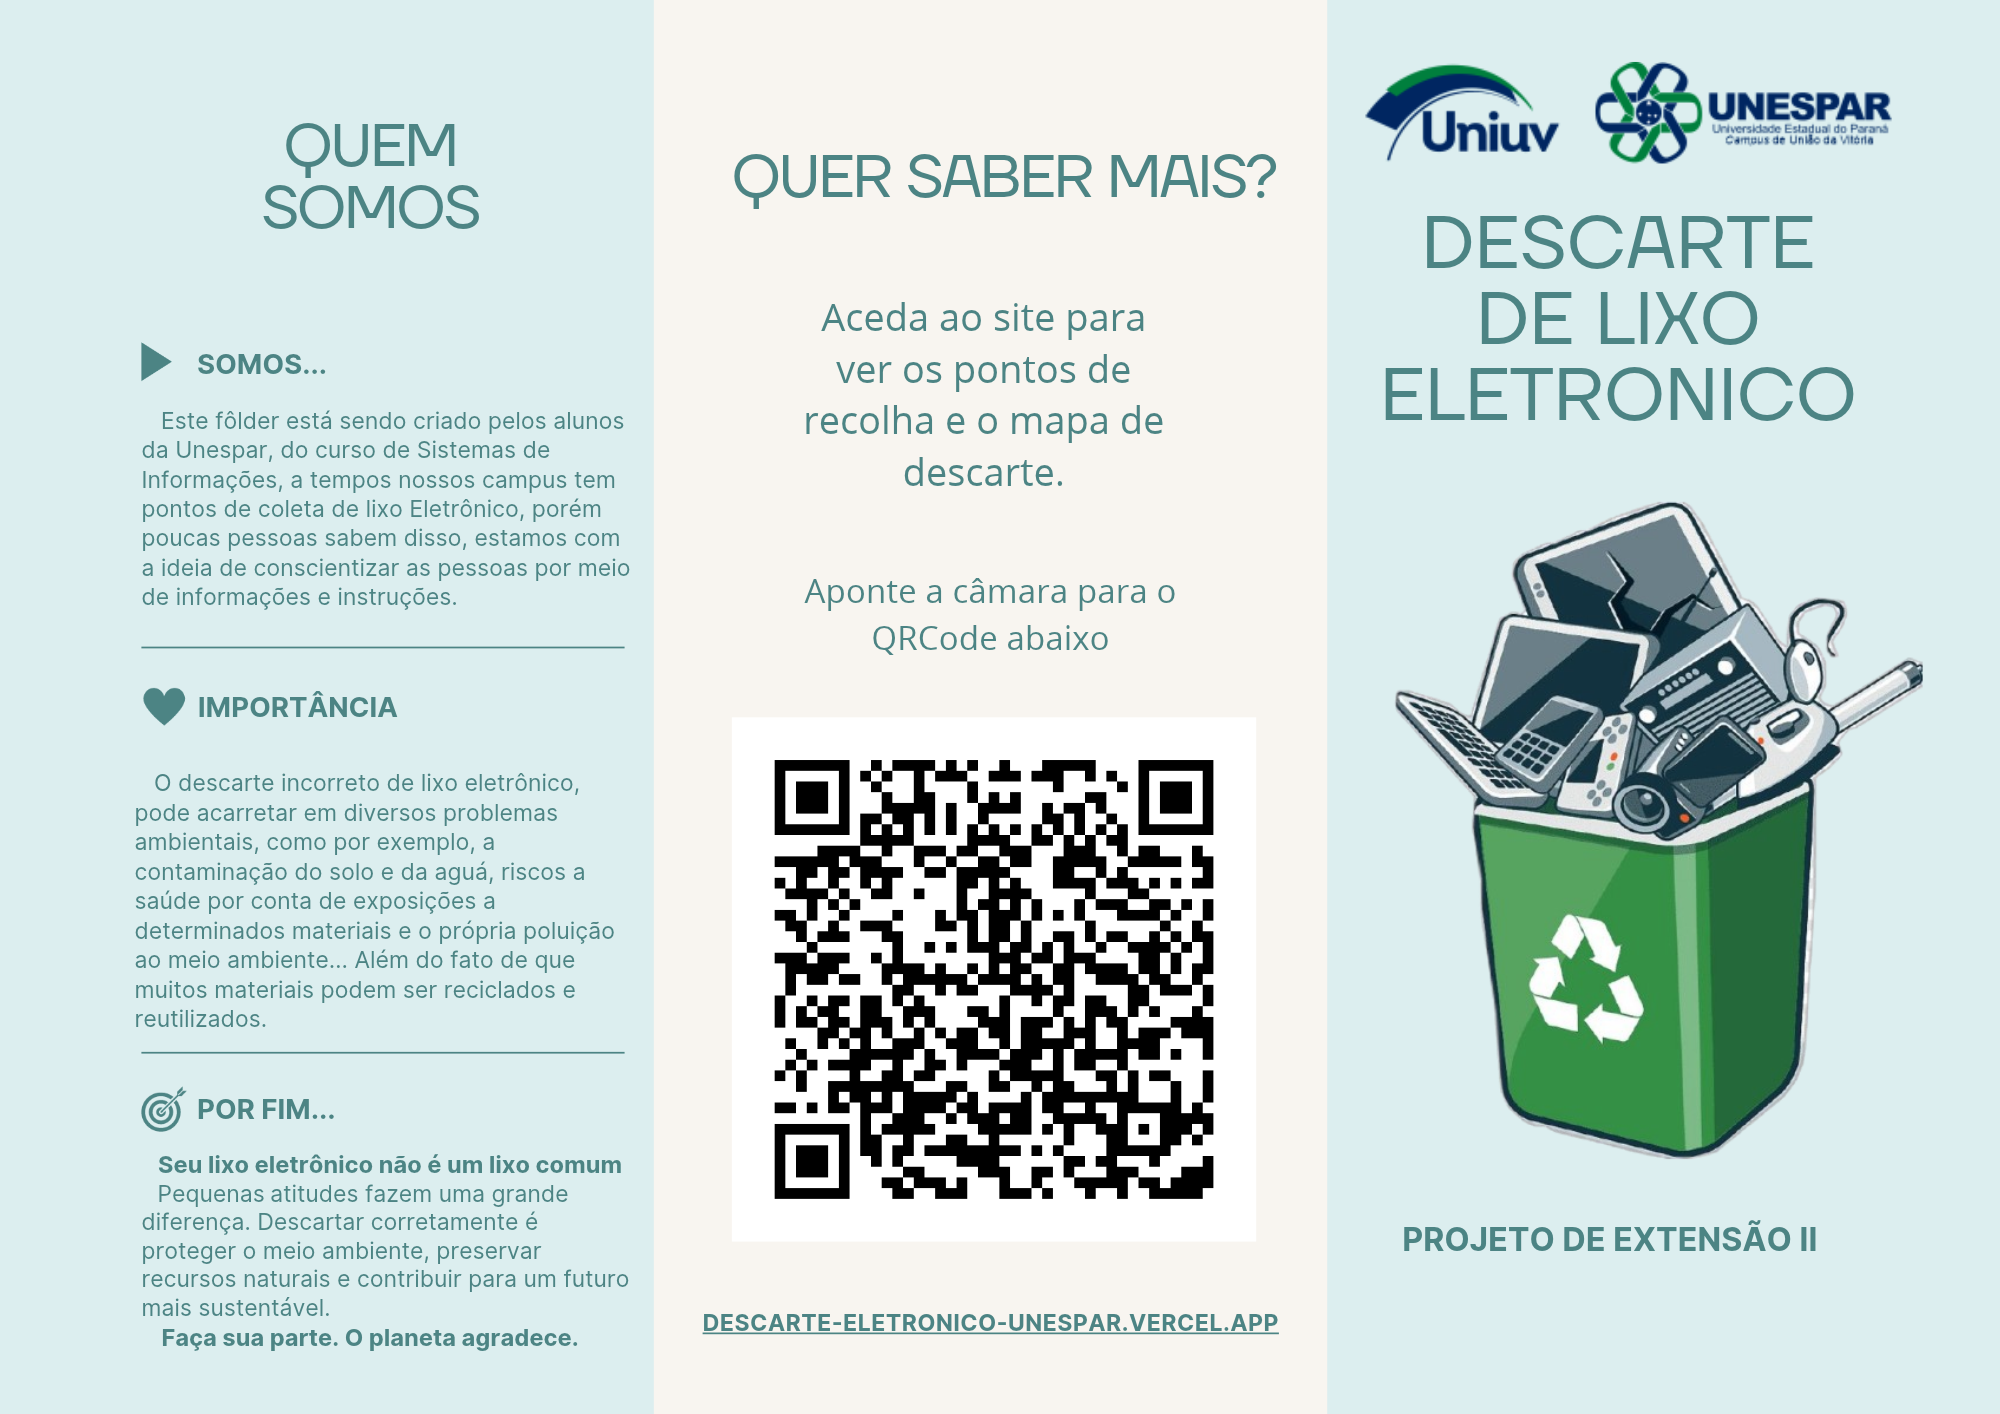 QUEM
SOMOS
SOMOS...
Este fôlder está sendo criado pelos alunos
da Unespar, do curso de Sistemas de
Informações, a tempos nossos campus tem
pontos de coleta de lixo Eletrônico, porém
poucas pessoas sabem disso, estamos com
a ideia de conscientizar as pessoas por meio
de informações e instruções.
IMPORTÂNCIA
O descarte incorreto de lixo eletrônico,
pode acarretar em diversos problemas
ambientais, como por exemplo, a
contaminação do solo e da aguá, riscos a
saúde por conta de exposições a
determinados materiais e o própria poluição
ao meio ambiente... Além do fato de que
muitos materiais podem ser reciclados e
reutilizados.
POR FIM...
Seu lixo eletrônico não é um lixo comum
Pequenas atitudes fazem uma grande
diferença. Descartar corretamente é
proteger o meio ambiente, preservar
recursos naturais e contribuir para um futuro
mais sustentável.
Faça sua parte. O planeta agradece.
QUER SABER MAIS?
Aceda ao site para
ver os pontos de
recolha e o mapa de
descarte.
Aponte a câmara para o
QRCode abaixo
DESCARTE-ELETRONICO-UNESPAR.VERCEL.APP
Uniuv
UNESPAR
Universidade Estadual do Paraná
Campus de União da Vitória
DESCARTE
DE LIXO
ELETRONICO
PROJETO DE EXTENSÃO II